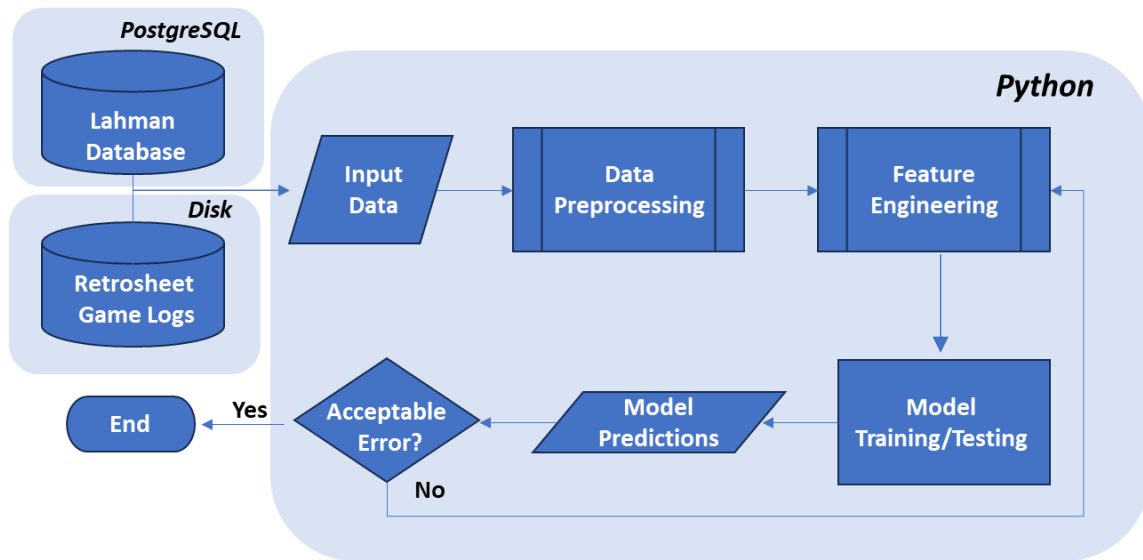 PostgreSQL
Lahman
Database
Disk
Retrosheet
Game Logs
Python
Input
Data
Data
Preprocessing
Feature
Engineering
Model
Training/Testing
Model
Predictions
Acceptable
Error?
Yes
No
End